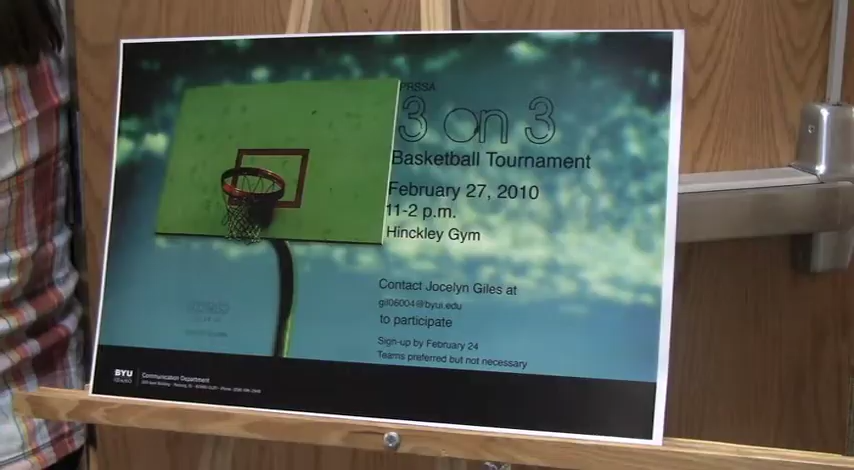 PRSSA
3 on 3
Basketball Tournament
February 27, 2010
11-2 p.m.
Hinckley Gym
Contact Jocelyn Giles at
gil06004@byui.edu
to participate
Sign-up by February 24
Teams preferred but not necessary
BYU
IDAHO
Communication Department